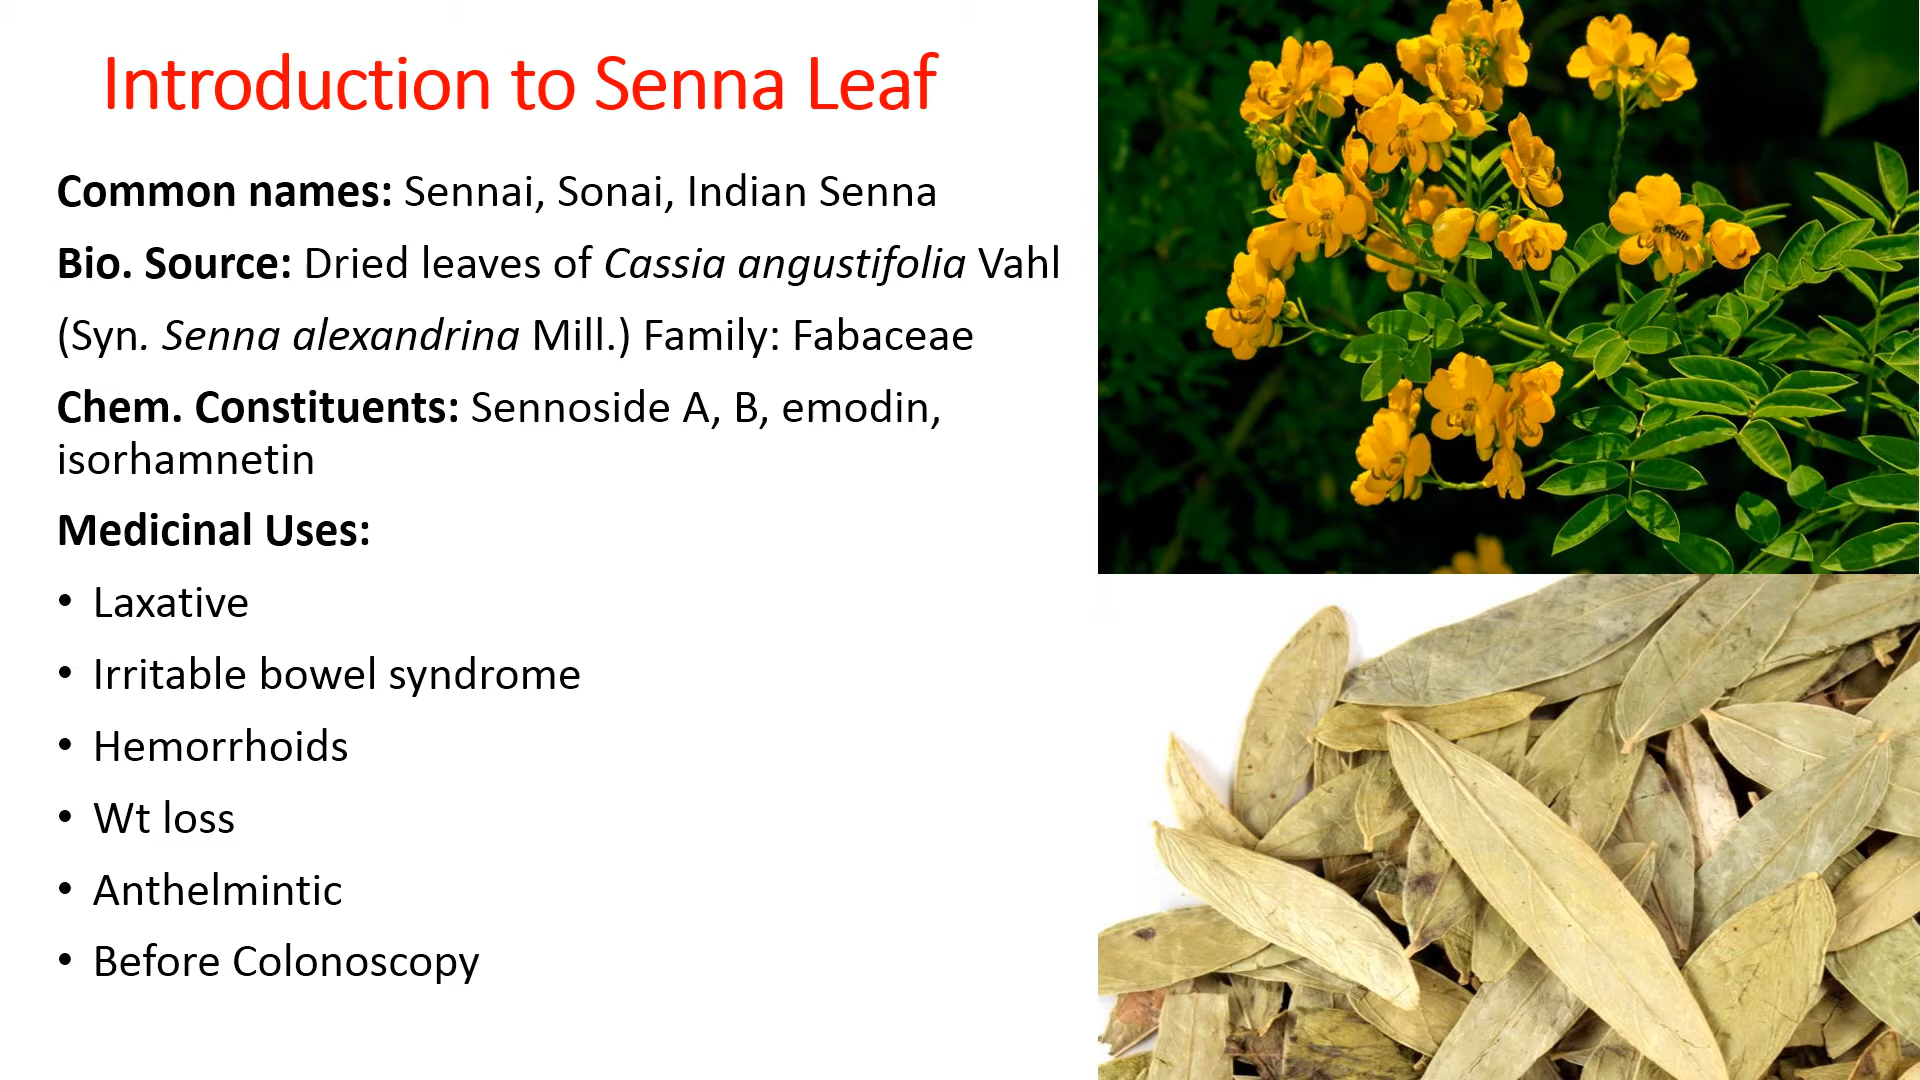 Introduction to Senna Leaf
Common names: Sennai, Sonai, Indian Senna
Bio. Source: Dried leaves of Cassia angustifolia Vahl
(Syn. Senna alexandrina Mill.) Family: Fabaceae
Chem. Constituents: Sennoside A, B, emodin,
isorhamnetin
Medicinal Uses:
• Laxative
• Irritable bowel syndrome
• Hemorrhoids
• Wt loss
• Anthelmintic
• Before Colonoscopy